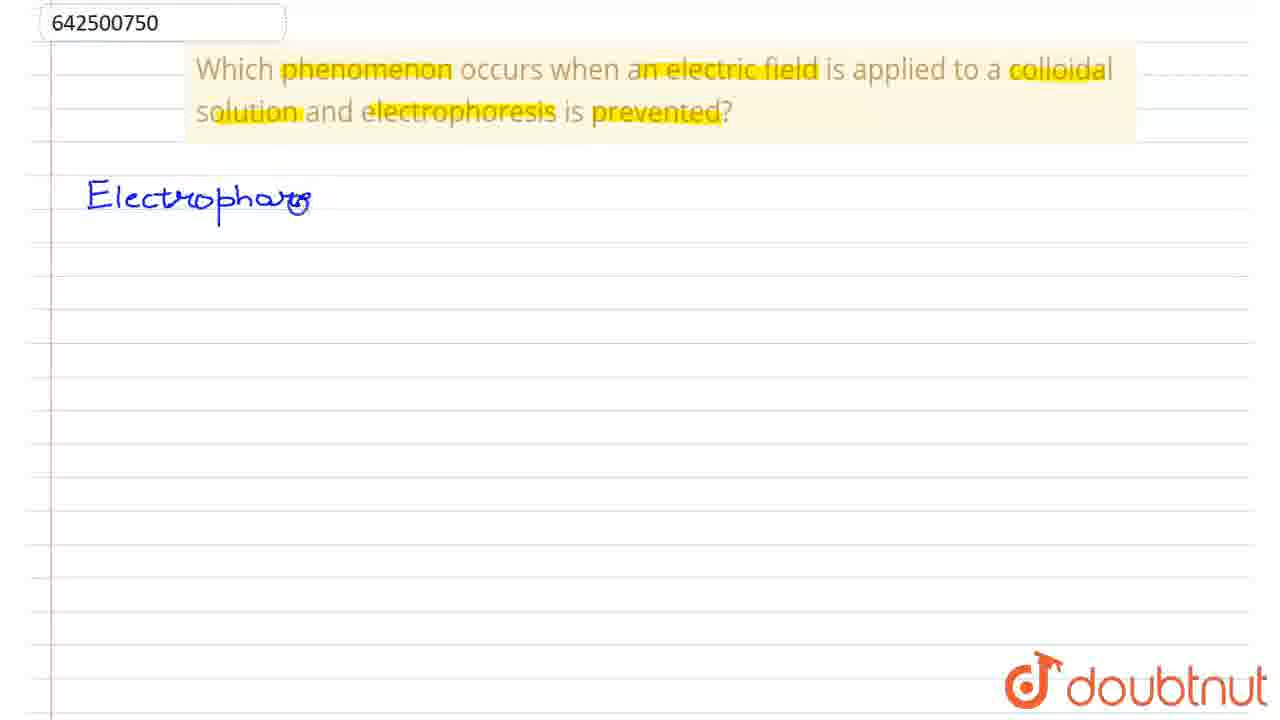 642500750
Which phenomenon occurs when an electric field is applied to a colloidal
solution and electrophoresis is prevented?
Electrophore
doubtnut